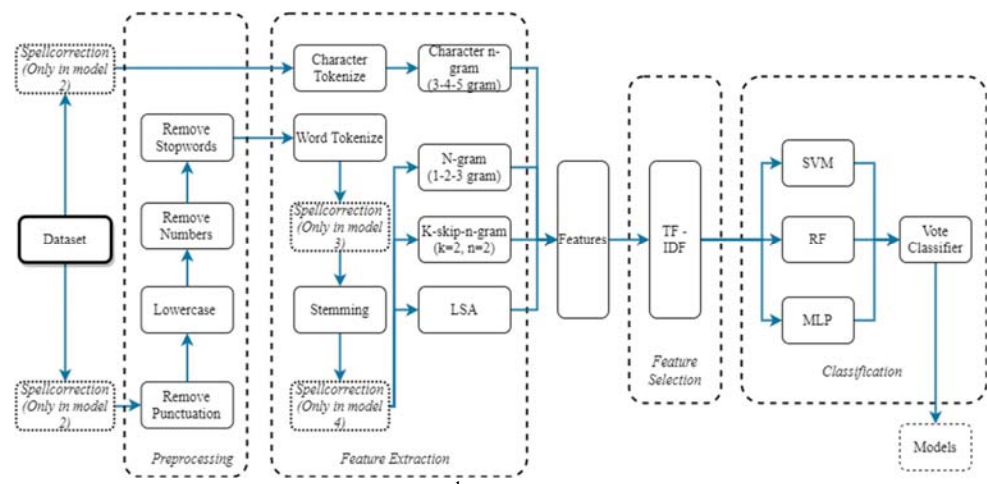 Spellcorrection
(Only in model
2)
Character
Tokenize
Character n-
gram
(3-4-5 gram)
Remove
Stopwords
Word Tokenize
N-gram
(1-2-3 gram)
SVM
Dataset
Remove
Numbers
Spellcorrection
(Only in model
3)
K-skip-n-gram
(k=2, n=2)
Features
TF -
IDF
RF
Vote
Classifier
Lowercase
Stemming
LSA
MLP
Spellcorrection
(Only in model
2)
Remove
Punctuation
Spellcorrection
(Only in model
4)
Feature
Selection
Classification
Preprocessing
Feature Extraction
Models